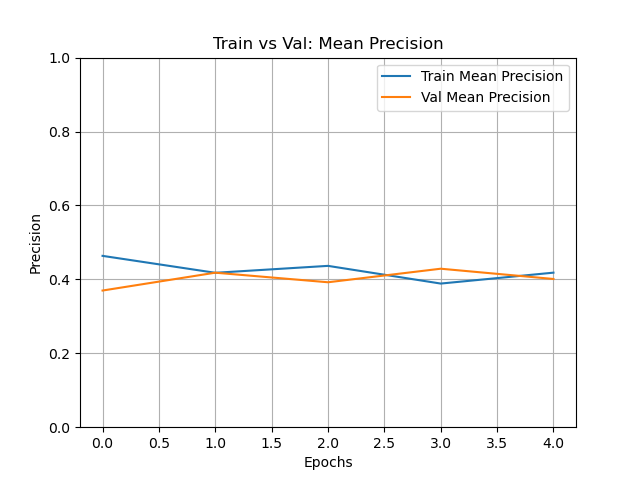 Train vs Val: Mean Precision
Train Mean Precision
Val Mean Precision
Precision
1.0
0.8
0.6
0.4
0.2
0.0
0.0 0.5 1.0 1.5 2.0 2.5 3.0 3.5 4.0
Epochs